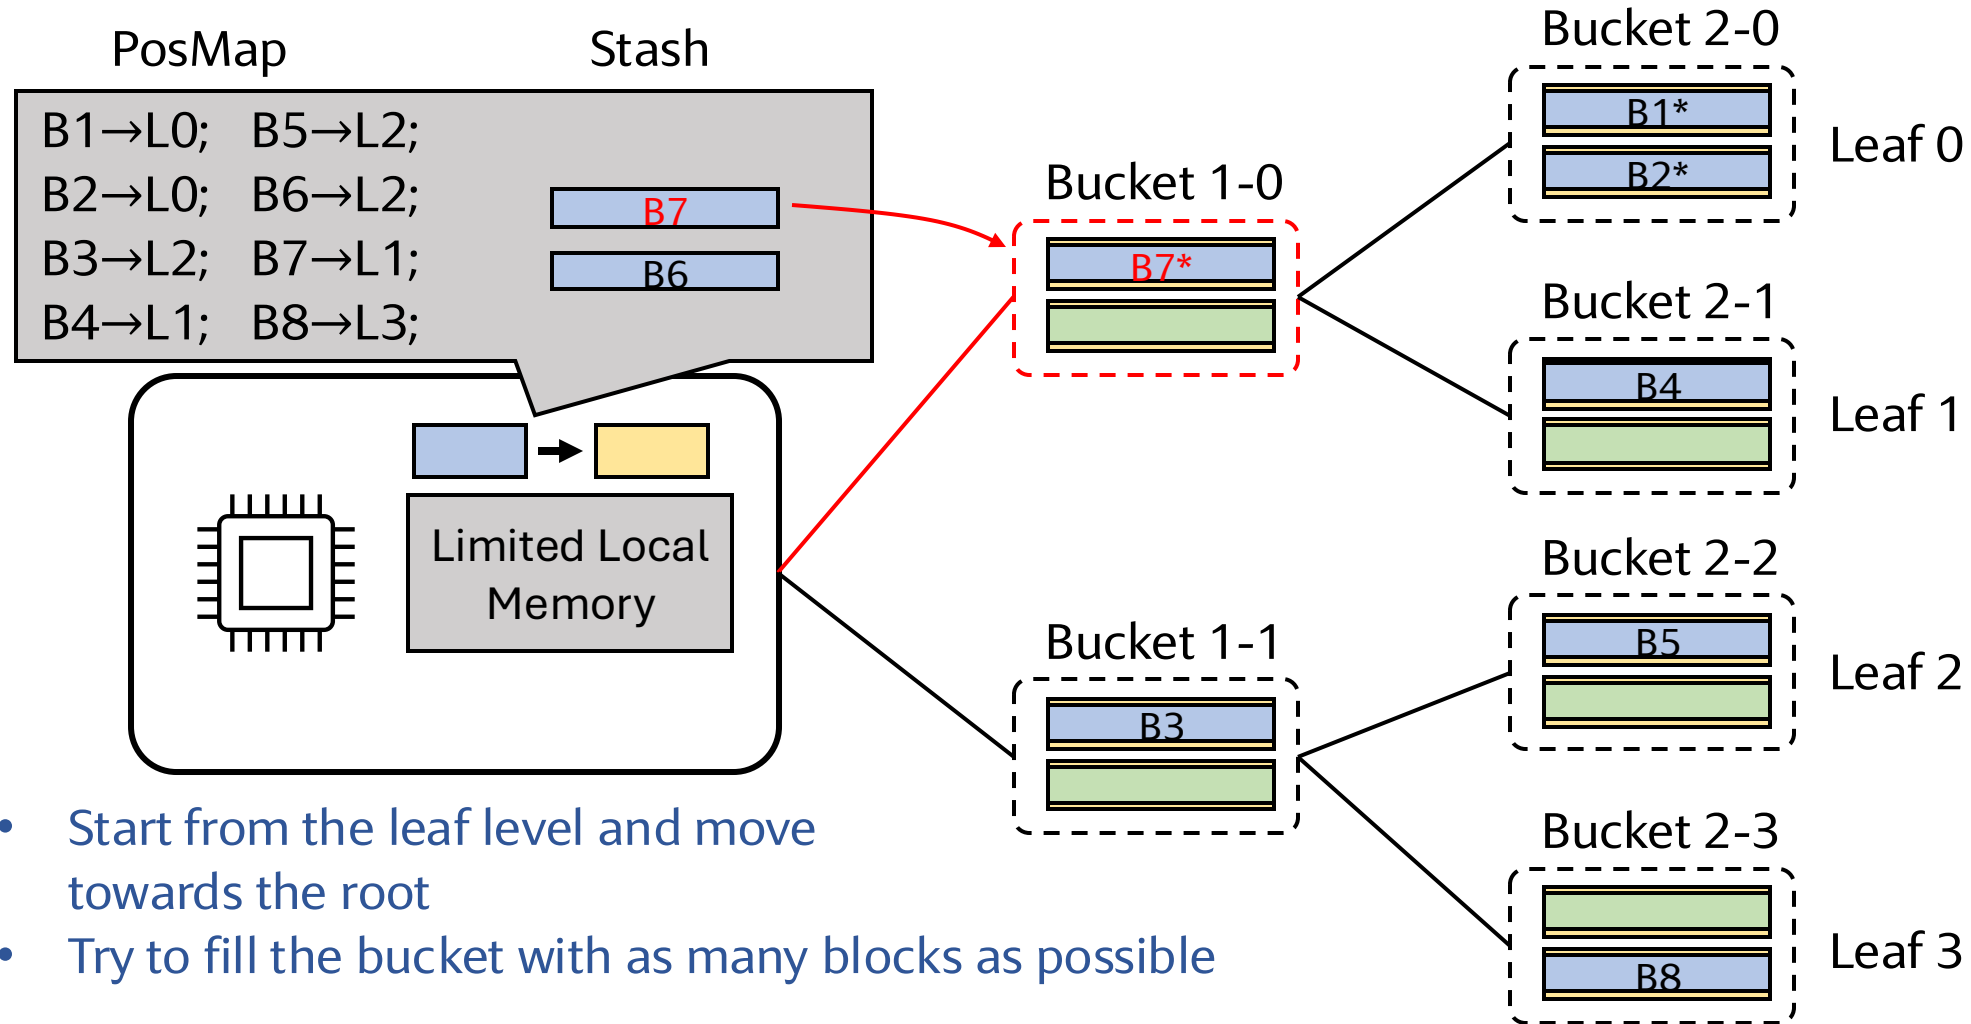 PosMap
Stash
B1→L0; B5→L2;
B2→L0; B6→L2;
B3→L2; B7→L1;
B4→L1; B8→L3;
B7
B6
Limited Local
Memory
Bucket 1-0
B7*
Bucket 1-1
B3
Bucket 2-0
B1*
B2*
Leaf 0
Bucket 2-1
B4
Leaf 1
Bucket 2-2
B5
Leaf 2
Bucket 2-3
B8
Leaf 3
• Start from the leaf level and move
towards the root
• Try to fill the bucket with as many blocks as possible